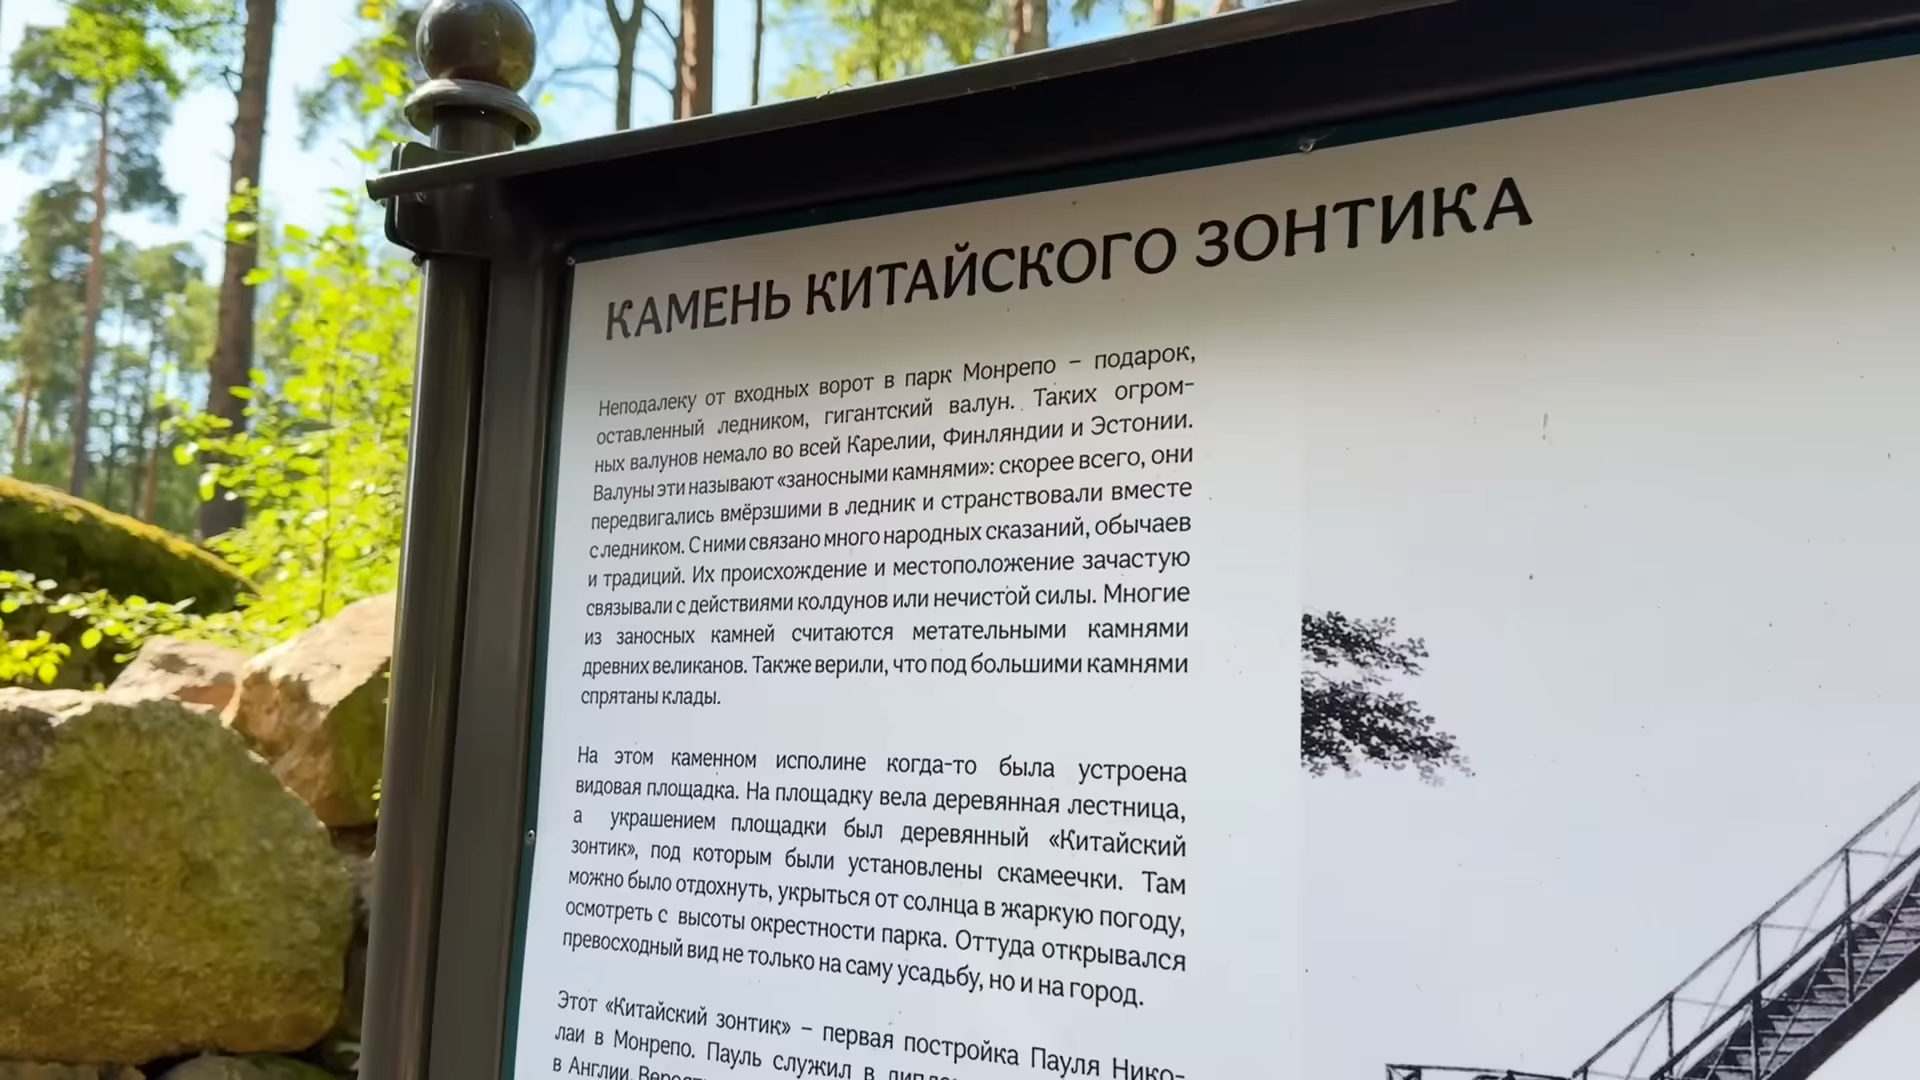 КАМЕНЬ КИТАЙСКОГО ЗОНТИКА
Неподалеку от входных ворот в парк Монрепо – подарок,
оставленный ледником, гигантский валун. Таких огром-
ных валунов немало во всей Карелии, Финляндии и Эстонии.
Валуны эти называют «заносными камнями»: скорее всего, они
передвигались вмёрзшими в ледник и странствовали вместе
с ледником. С ними связано много народных сказаний, обычаев
и традиций. Их происхождение и местоположение зачастую
связывали с действиями колдунов или нечистой силы. Многие
из заносных камней считаются метательными камнями
древних великанов. Также верили, что под большими камнями
спрятаны клады.
На этом каменном исполине когда-то была устроена
видовая площадка. На площадку вела деревянная лестница,
а украшением площадки был деревянный «Китайский
зонтик», под которым были установлены скамеечки. Там
можно было отдохнуть, укрыться от солнца в жаркую погоду,
осмотреть с высоты окрестности парка. Оттуда открывался
превосходный вид не только на саму усадьбу, но и на город.
Этот «Китайский зонтик» – первая постройка Пауля Нико-
лаи в Монрепо. Пауль служил в
в Англии.